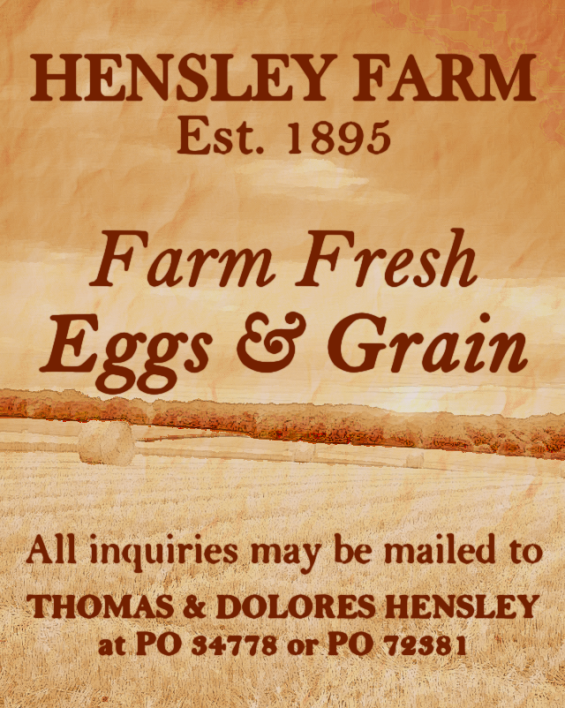 HENSLEY FARM
Est. 1895
Farm Fresh
Eggs & Grain
All inquiries may be mailed to
THOMAS & DOLORES HENSLEY
at PO 34778 or PO 72381